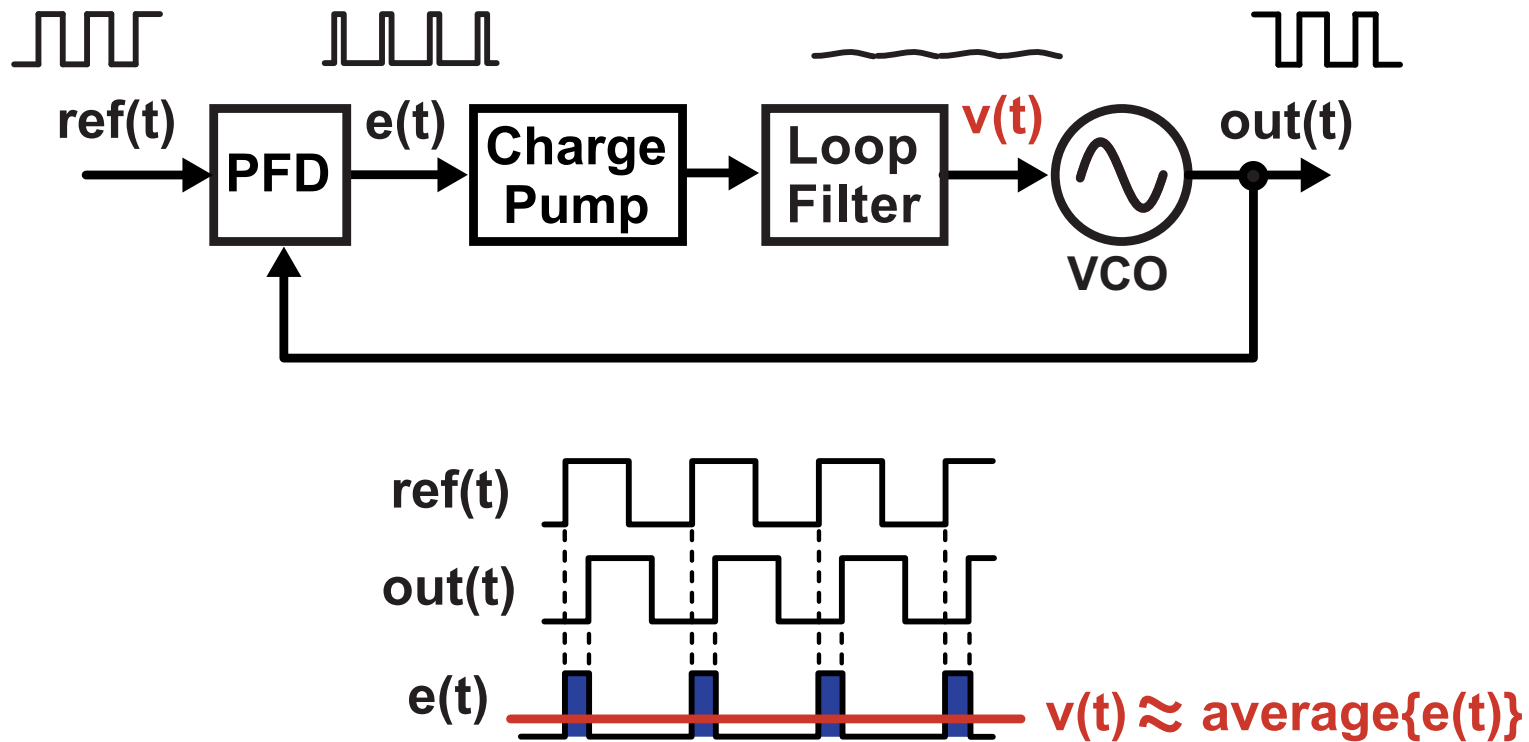 ref(t)
PFD
e(t)
Charge
Pump
Loop
Filter
v(t)
VCO
out(t)
ref(t)
out(t)
e(t)
v(t) ≈ average{e(t)}